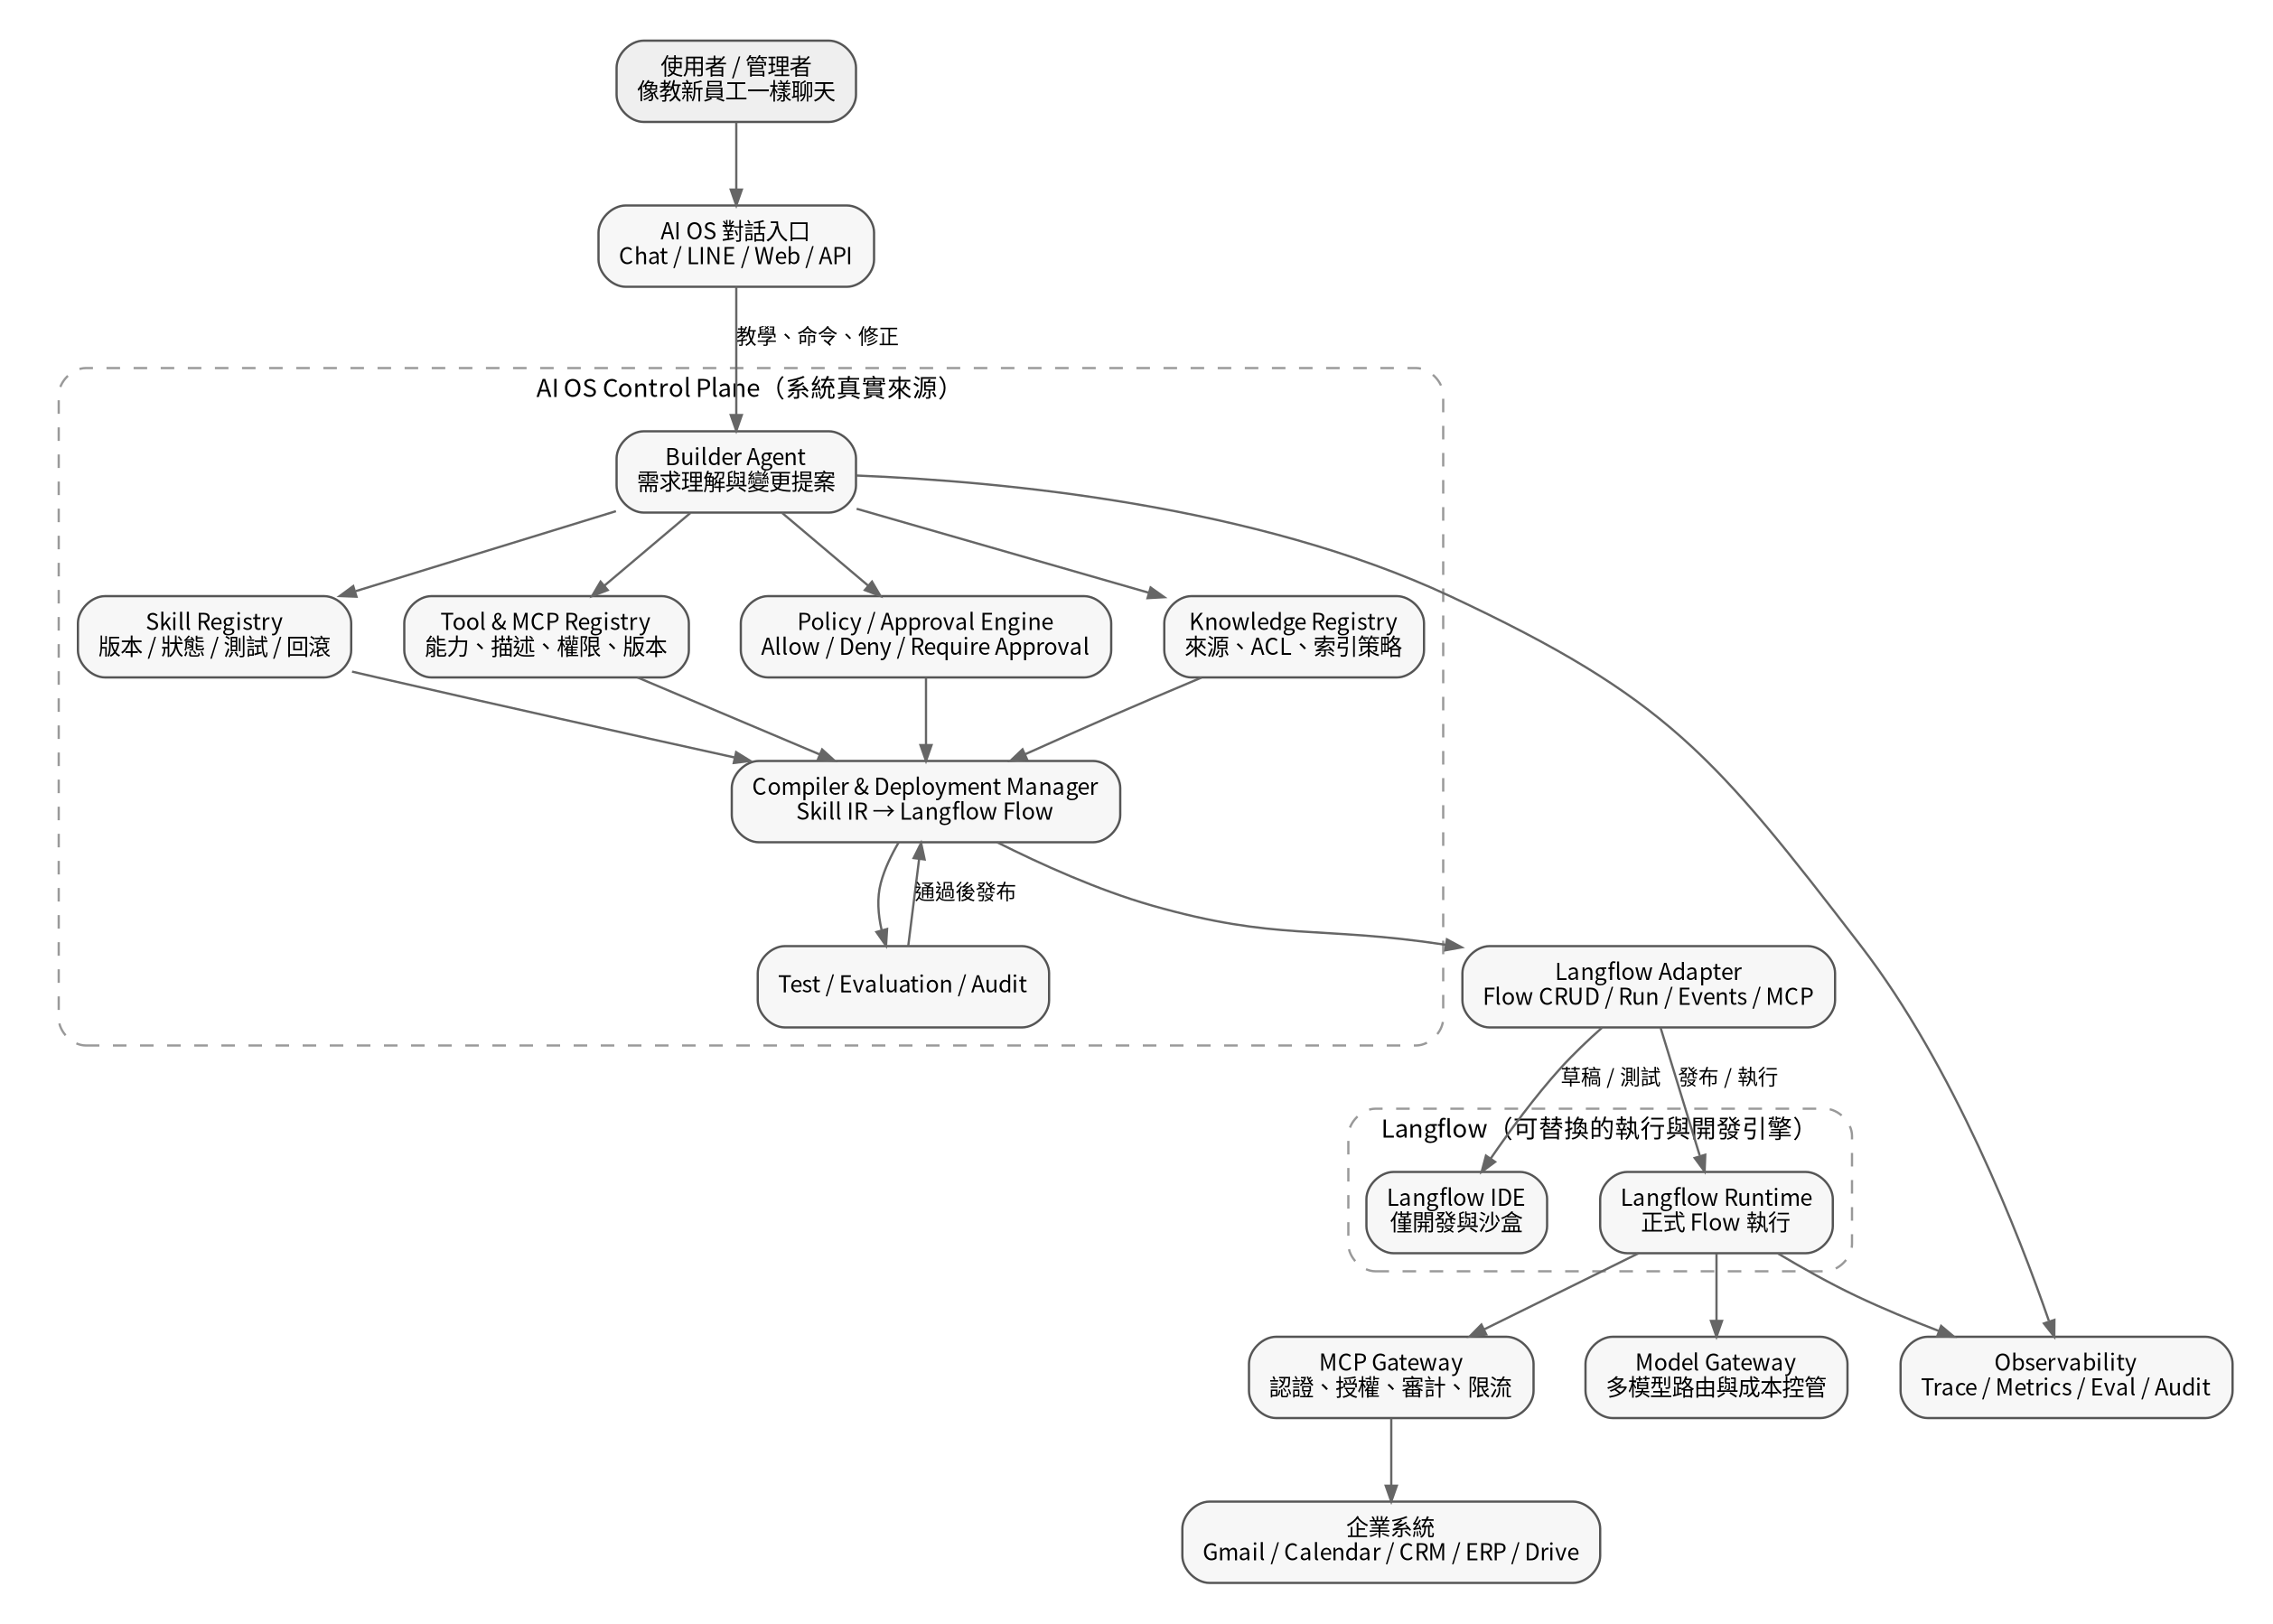 使用者 / 管理者
像教新員工一樣聊天
AI OS 對話入口
Chat / LINE / Web / API
教學、命令、修正
AI OS Control Plane（系統真實來源）
Builder Agent
需求理解與變更提案
Skill Registry
版本 / 狀態 / 測試 / 回滾
Tool & MCP Registry
能力、描述、權限、版本
Policy / Approval Engine
Allow / Deny / Require Approval
Knowledge Registry
來源、ACL、索引策略
Compiler & Deployment Manager
Skill IR → Langflow Flow
通過後發布
Test / Evaluation / Audit
Langflow Adapter
Flow CRUD / Run / Events / MCP
草稿 / 測試
發布 / 執行
Langflow（可替換的執行與開發引擎）
Langflow IDE
僅開發與沙盒
Langflow Runtime
正式 Flow 執行
MCP Gateway
認證、授權、審計、限流
Model Gateway
多模型路由與成本控管
Observability
Trace / Metrics / Eval / Audit
企業系統
Gmail / Calendar / CRM / ERP / Drive